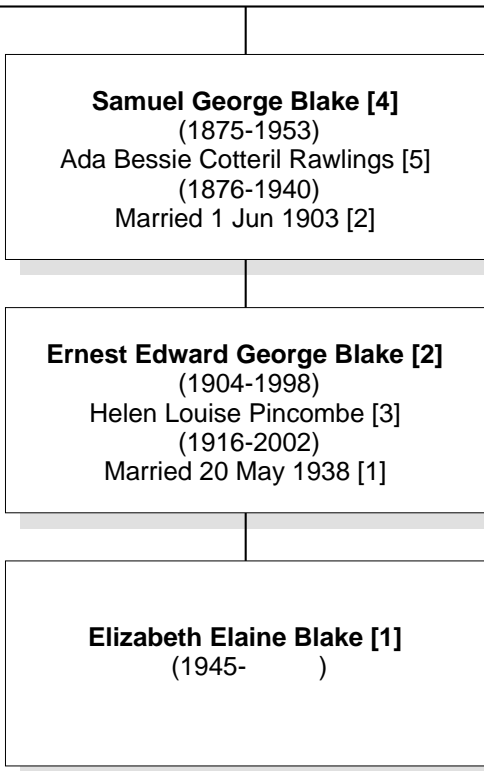 Samuel George Blake [4]
(1875-1953)
Ada Bessie Cotteril Rawlings [5]
(1876-1940)
Married 1 Jun 1903 [2]
Ernest Edward George Blake [2]
(1904-1998)
Helen Louise Pincombe [3]
(1916-2002)
Married 20 May 1938 [1]
Elizabeth Elaine Blake [1]
(1945- )